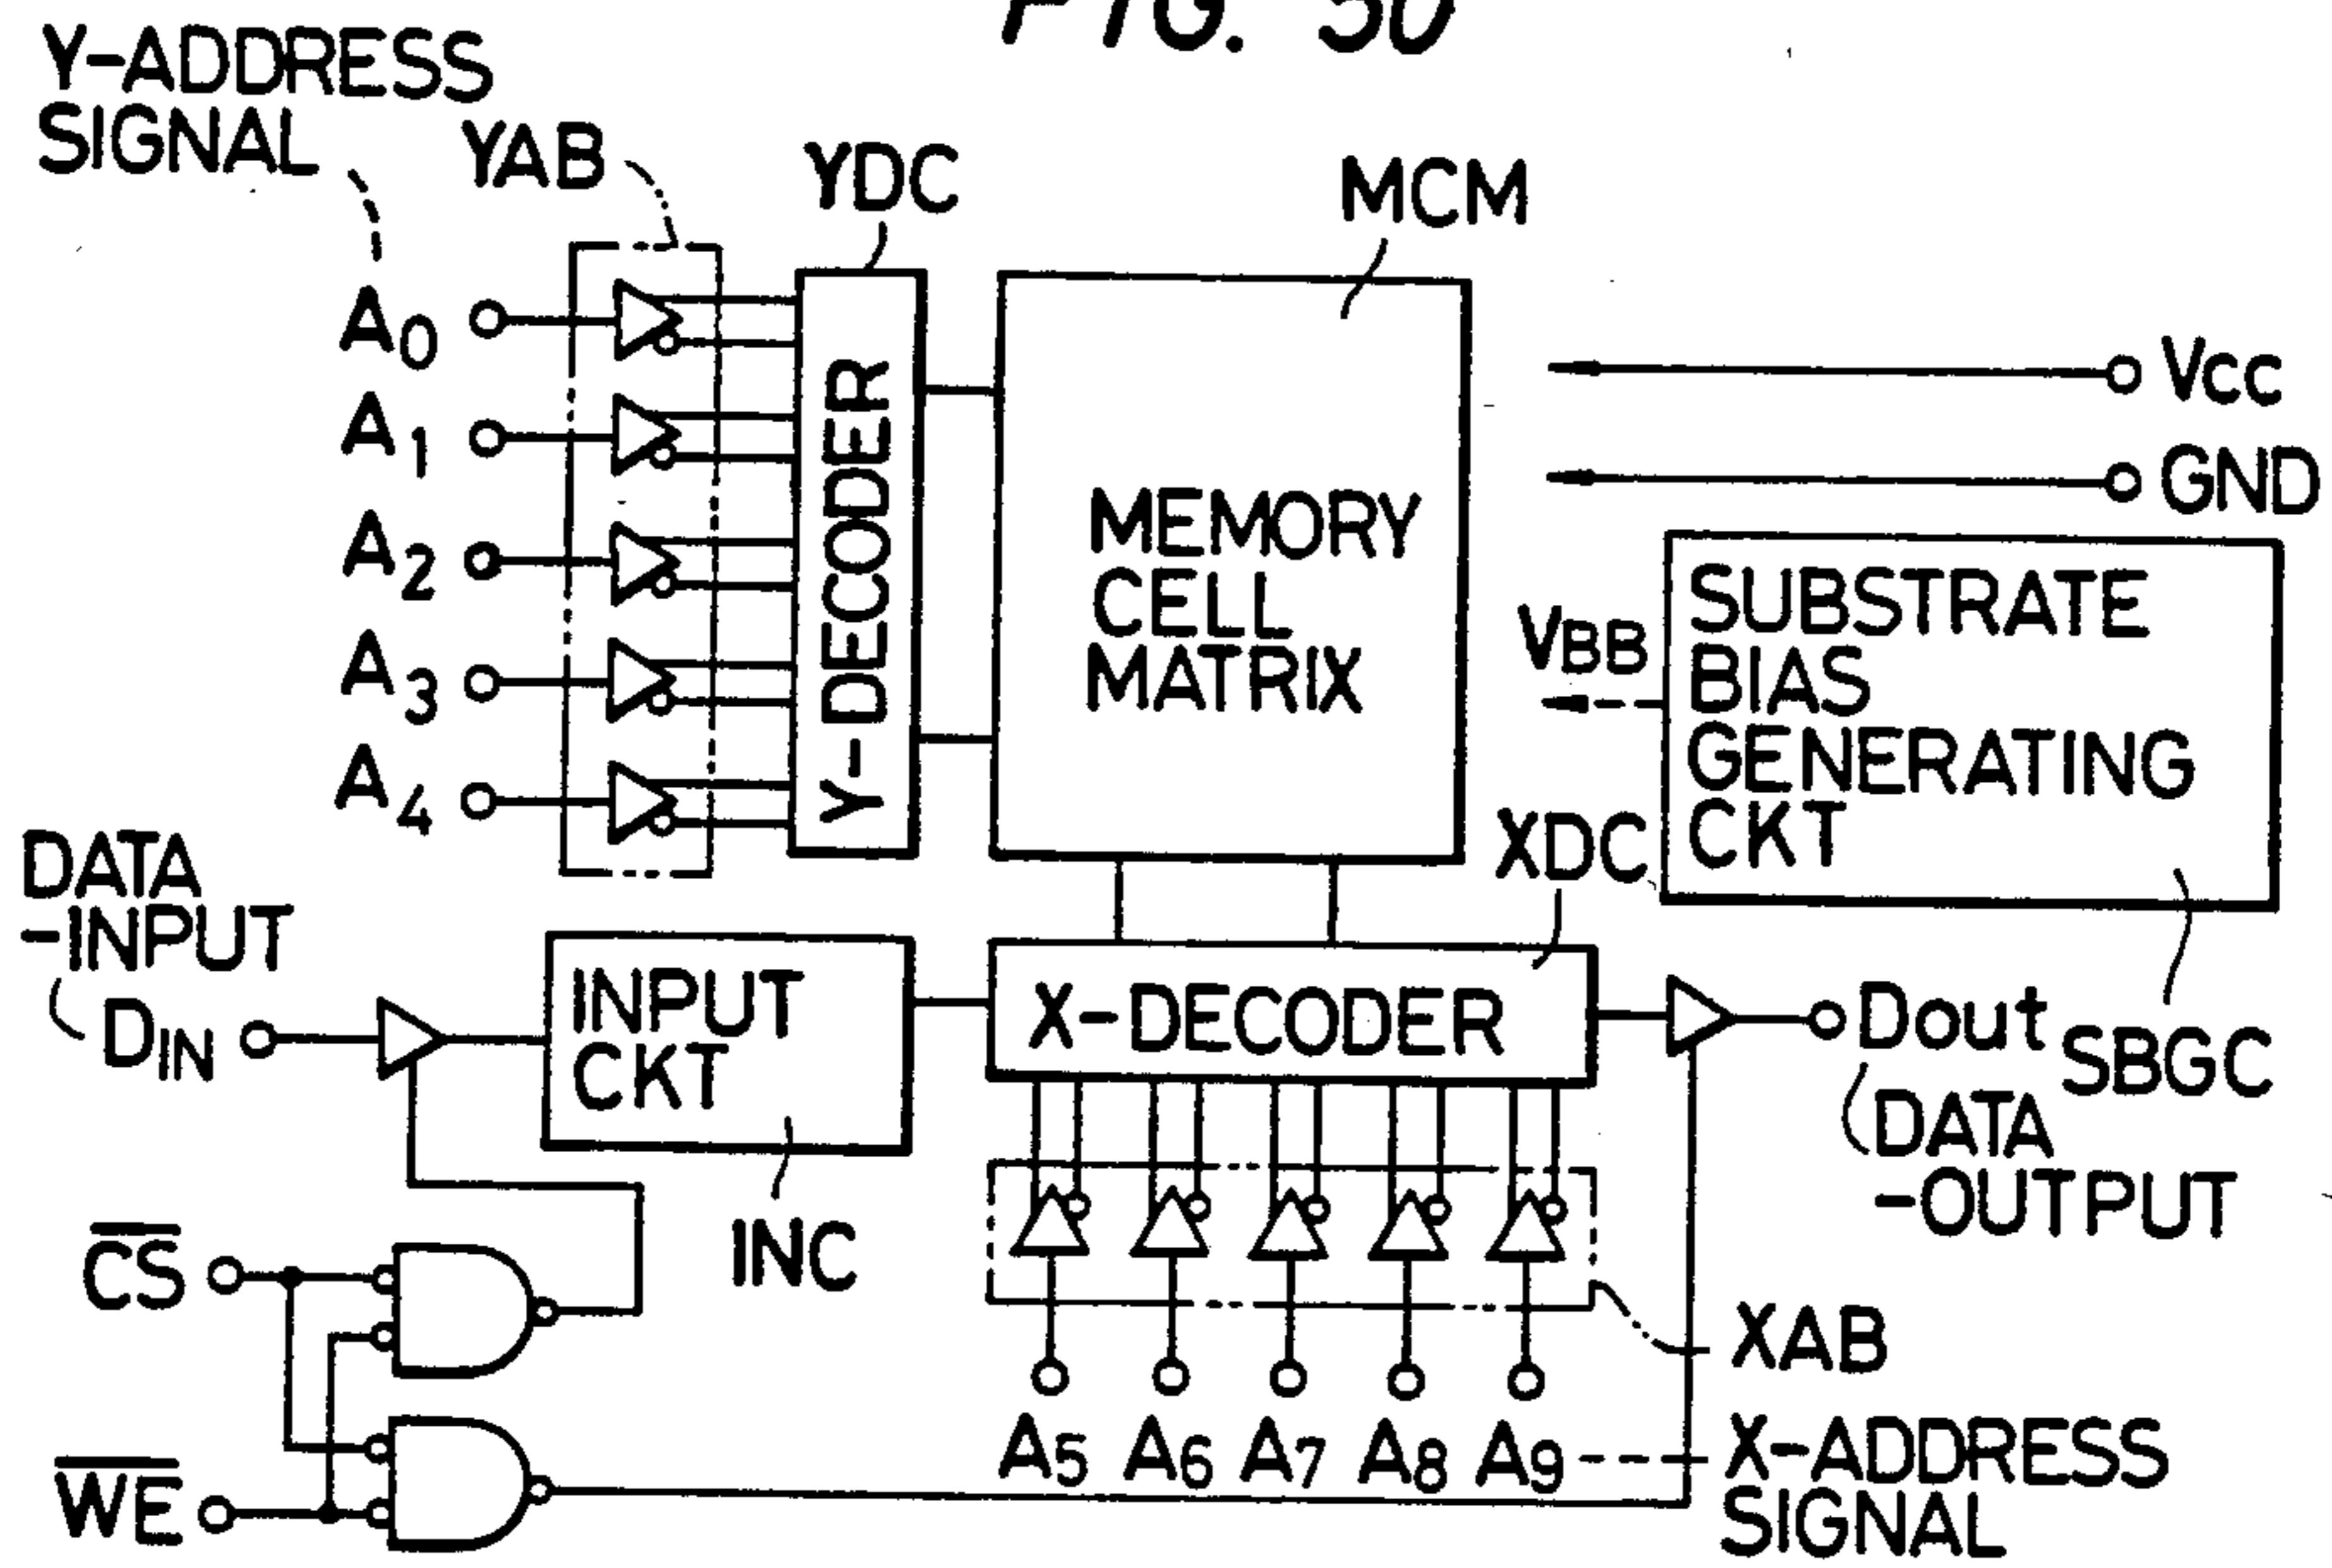 FIG. 50
Y-ADDRESS
SIGNAL
YAB
YDC
MCM
A0
A1
A2
A3
A4
Y-DECODER
MEMORY
CELL
MATRIX
VCC
GND
VBB
SUBSTRATE
BIAS
GENERATING
CKT
XDC
DATA
-INPUT
DIN
INPUT
CKT
X-DECODER
Dout
SBGC
DATA
-OUTPUT
INC
CS
WE
XAB
A5 A6 A7 A8 A9
X-ADDRESS
SIGNAL